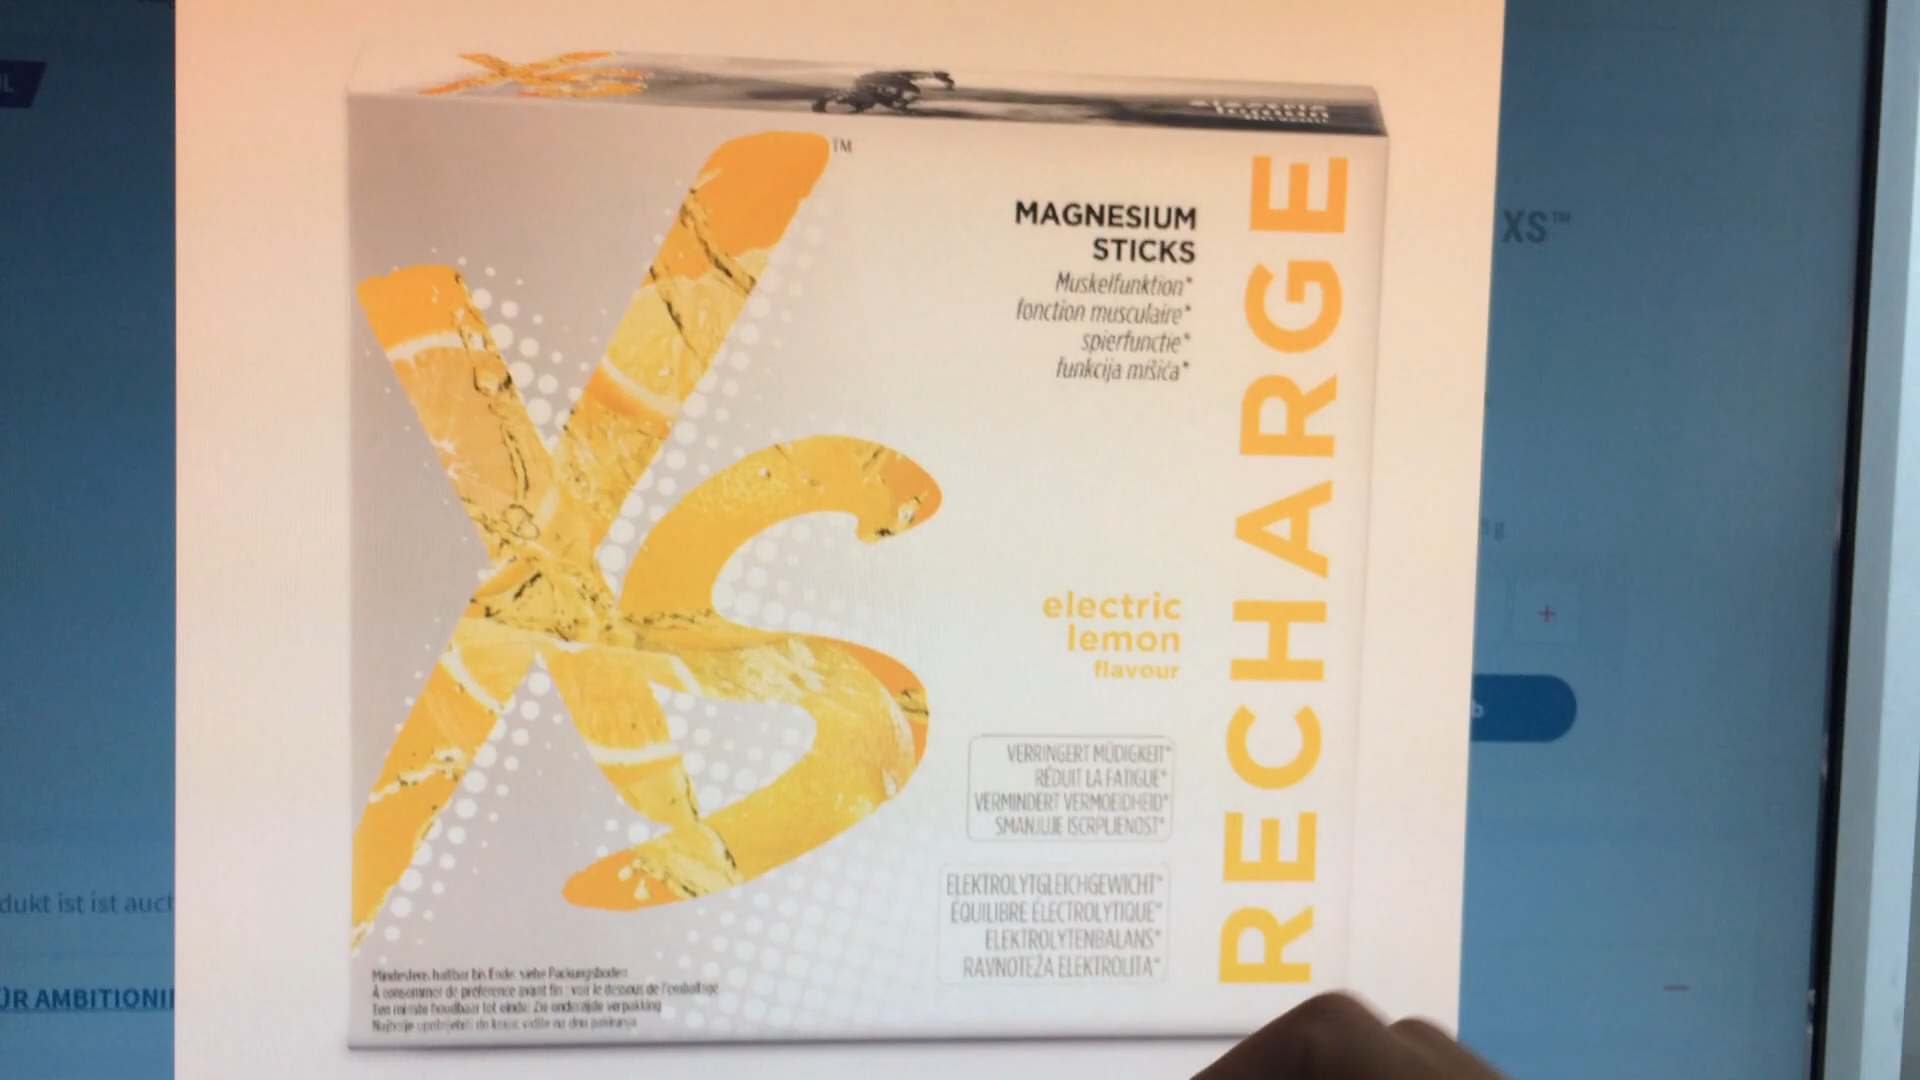 XS™
MAGNESIUM
STICKS
Muskelfunktion*
fonction musculaire*
spierfunctie*
funkcija mišića*
RECHARGE
electric
lemon
flavour
VERRINGERT MÜDIGKEIT*
RÉDUIT LA FATIGUE*
VERMINDERT VERMOEIDHEID*
SMANJUJE ISCRPLJENOST*
ELEKTROLYTGLEICHGEWICHT*
ÉQUILIBRE ÉLECTROLYTIQUE*
ELEKTROLYTENBALANS*
RAVNOTEŽA ELEKTROLITA*
Mindestens haltbar bis Ende: siehe Packungsboden
À consommer de préférence avant fin : voir le dessous de l'emballage
Ten minste houdbaar tot einde: Zie onderzijde verpakking
XS™
dukt ist ist auch
ÜR AMBITIONI